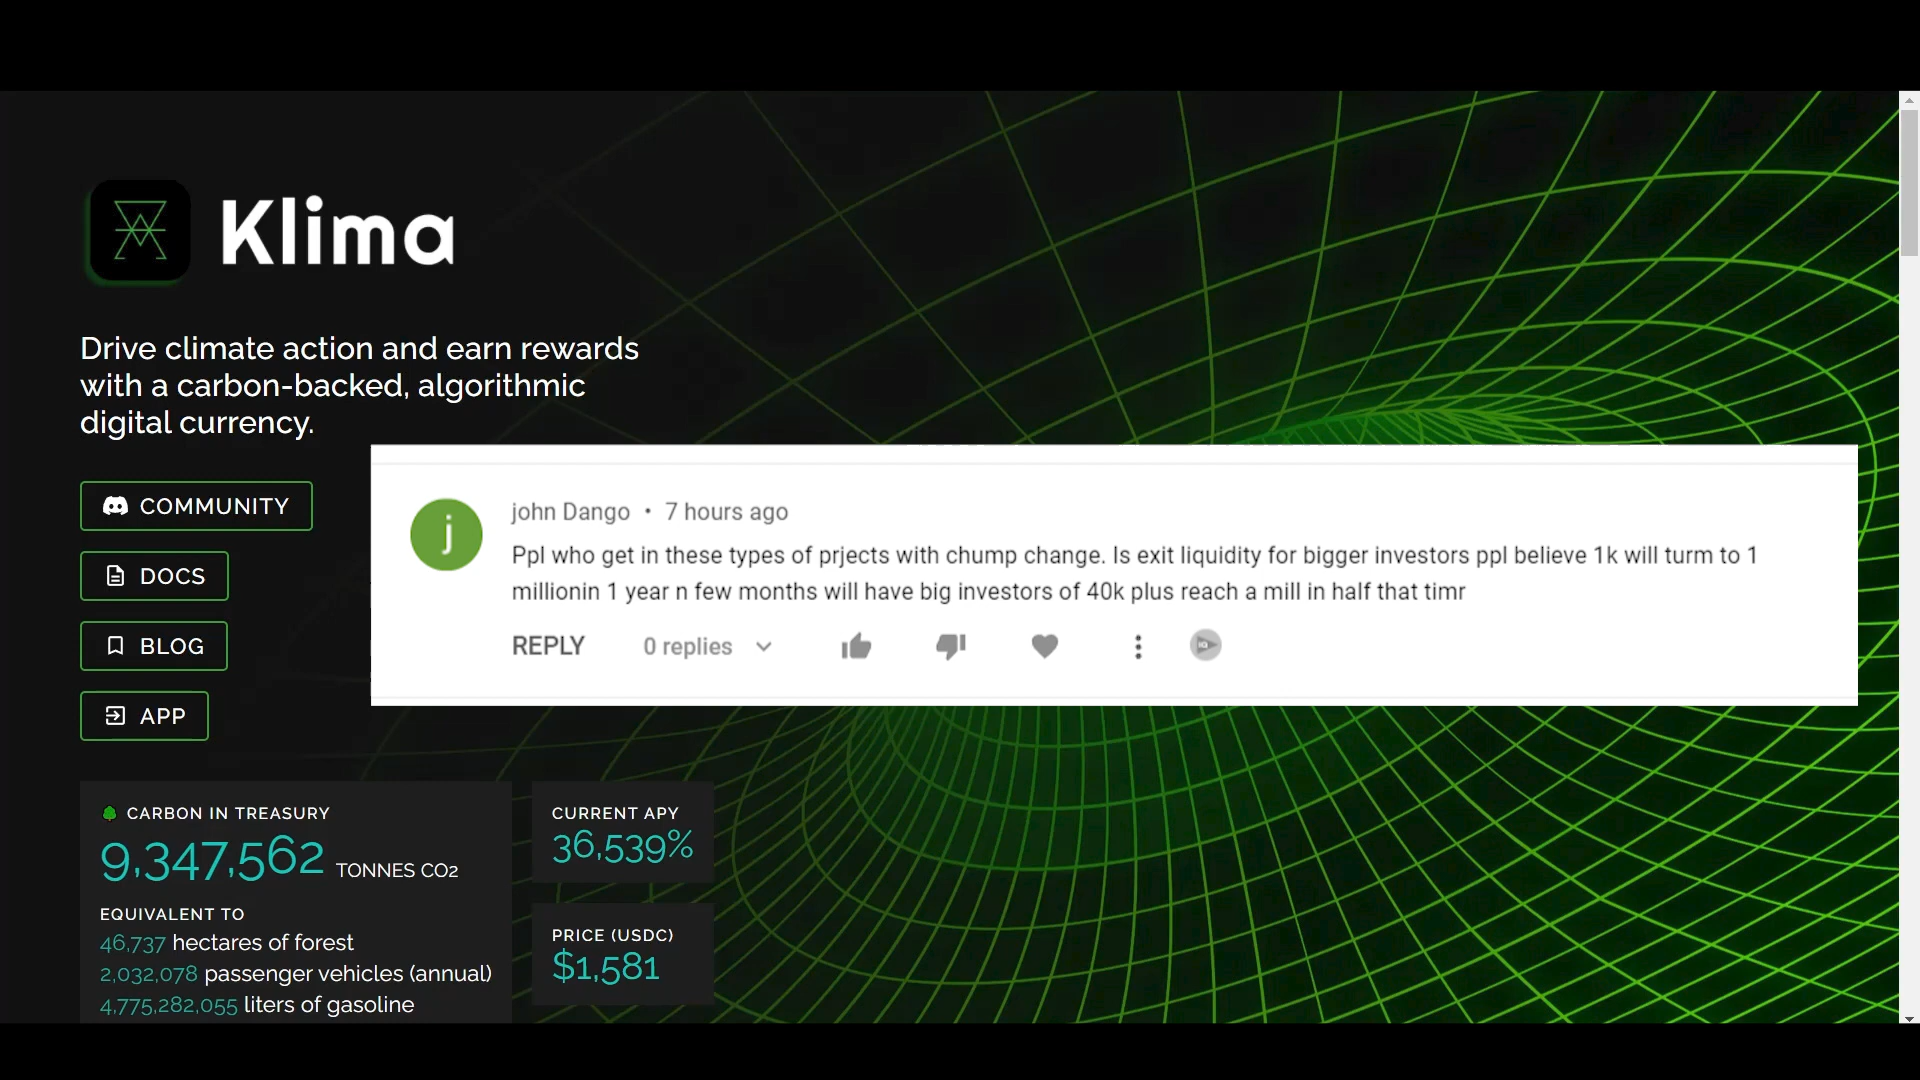 Klima
Drive climate action and earn rewards
with a carbon-backed, algorithmic
digital currency.
COMMUNITY
DOCS
BLOG
APP
j
john Dango • 7 hours ago
Ppl who get in these types of prjects with chump change. Is exit liquidity for bigger investors ppl believe 1k will turm to 1
millionin 1 year n few months will have big investors of 40k plus reach a mill in half that timr
REPLY 0 replies
CARBON IN TREASURY
9,347,562 TONNES CO2
EQUIVALENT TO
46,737 hectares of forest
2,032,078 passenger vehicles (annual)
4,775,282,055 liters of gasoline
CURRENT APY
36,539%
PRICE (USDC)
$1,581